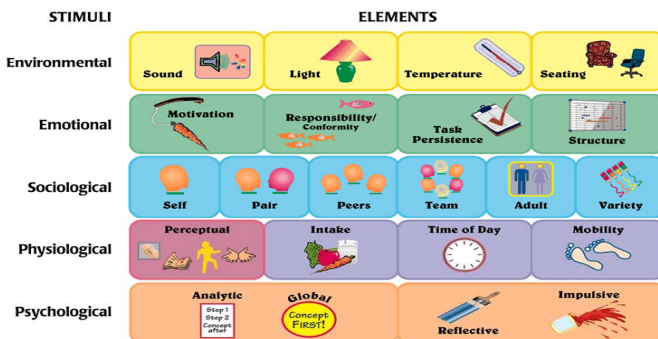 STIMULI ELEMENTS
Environmental
Sound Light Temperature Seating
Emotional
Motivation Responsibility/ Conformity Task Persistence Structure
Sociological
Self Pair Peers Team Adult Variety
Physiological
Perceptual Intake Time of Day Mobility
Psychological
Analytic Global Reflective Impulsive
Step 1
Step 2
Concept
after
Concept
FIRST!